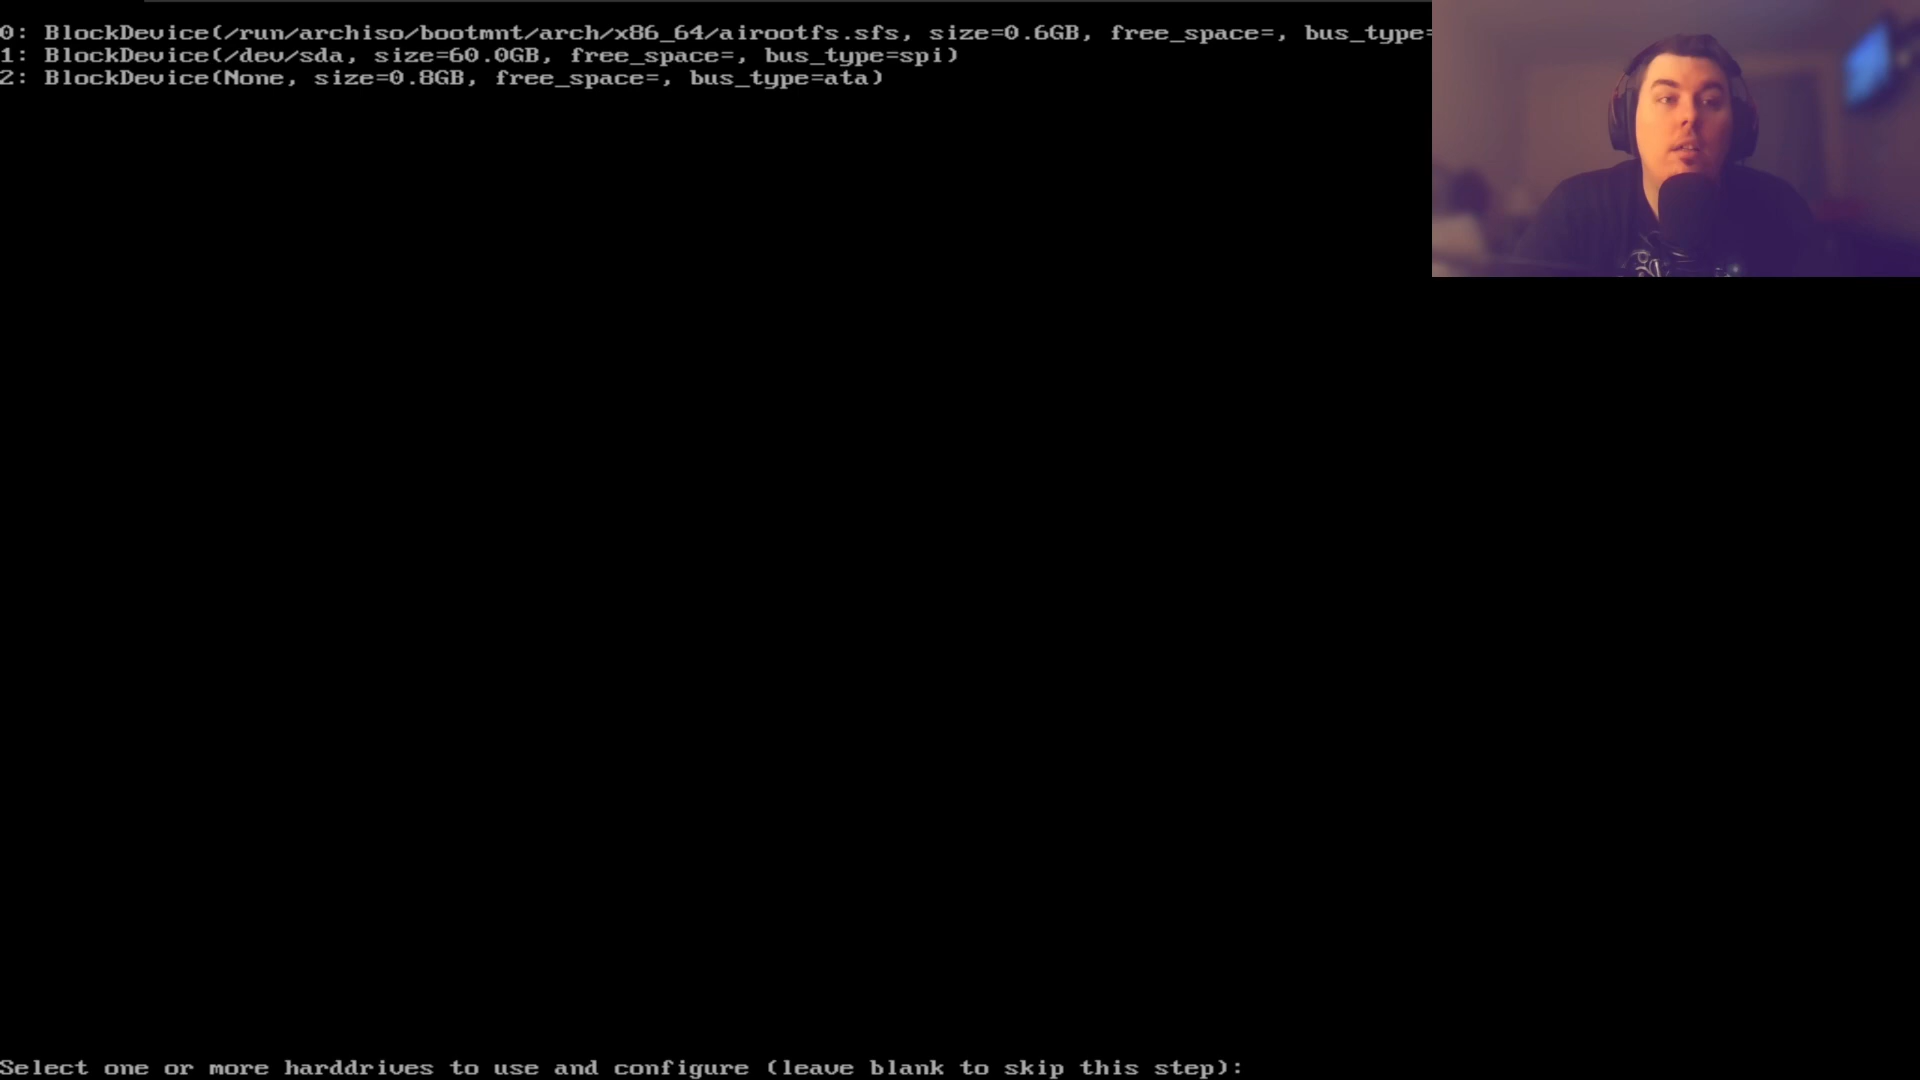 0: BlockDevice(/run/archiso/bootmnt/arch/x86_64/airootfs.sfs, size=0.6GB, free_space=, bus_type=
1: BlockDevice(/dev/sda, size=60.0GB, free_space=, bus_type=spi)
2: BlockDevice(None, size=0.8GB, free_space=, bus_type=ata)
Select one or more harddrives to use and configure (leave blank to skip this step):